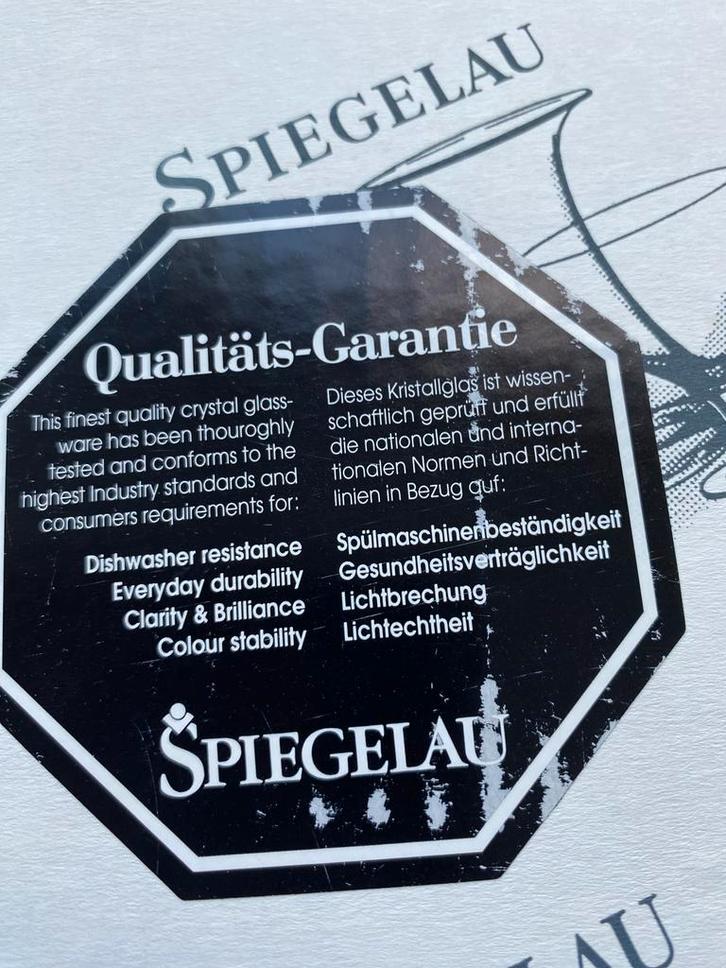 SPIEGELAU
Qualitäts-Garantie
This finest quality crystal glass-
ware has been thouroghly
tested and conforms to the
highest Industry standards and
consumers requirements for:
Dishwasher resistance
Everyday durability
Clarity & Brilliance
Colour stability
Dieses Kristallglas ist wissen-
schaftlich geprüft und erfüllt
die nationalen und interna-
tionalen Normen und Richt-
linien in Bezug auf:
Spülmaschinenbeständigkeit
Gesundheitsverträglichkeit
Lichtbrechung
Lichtechtheit
SPIEGELAU
AU